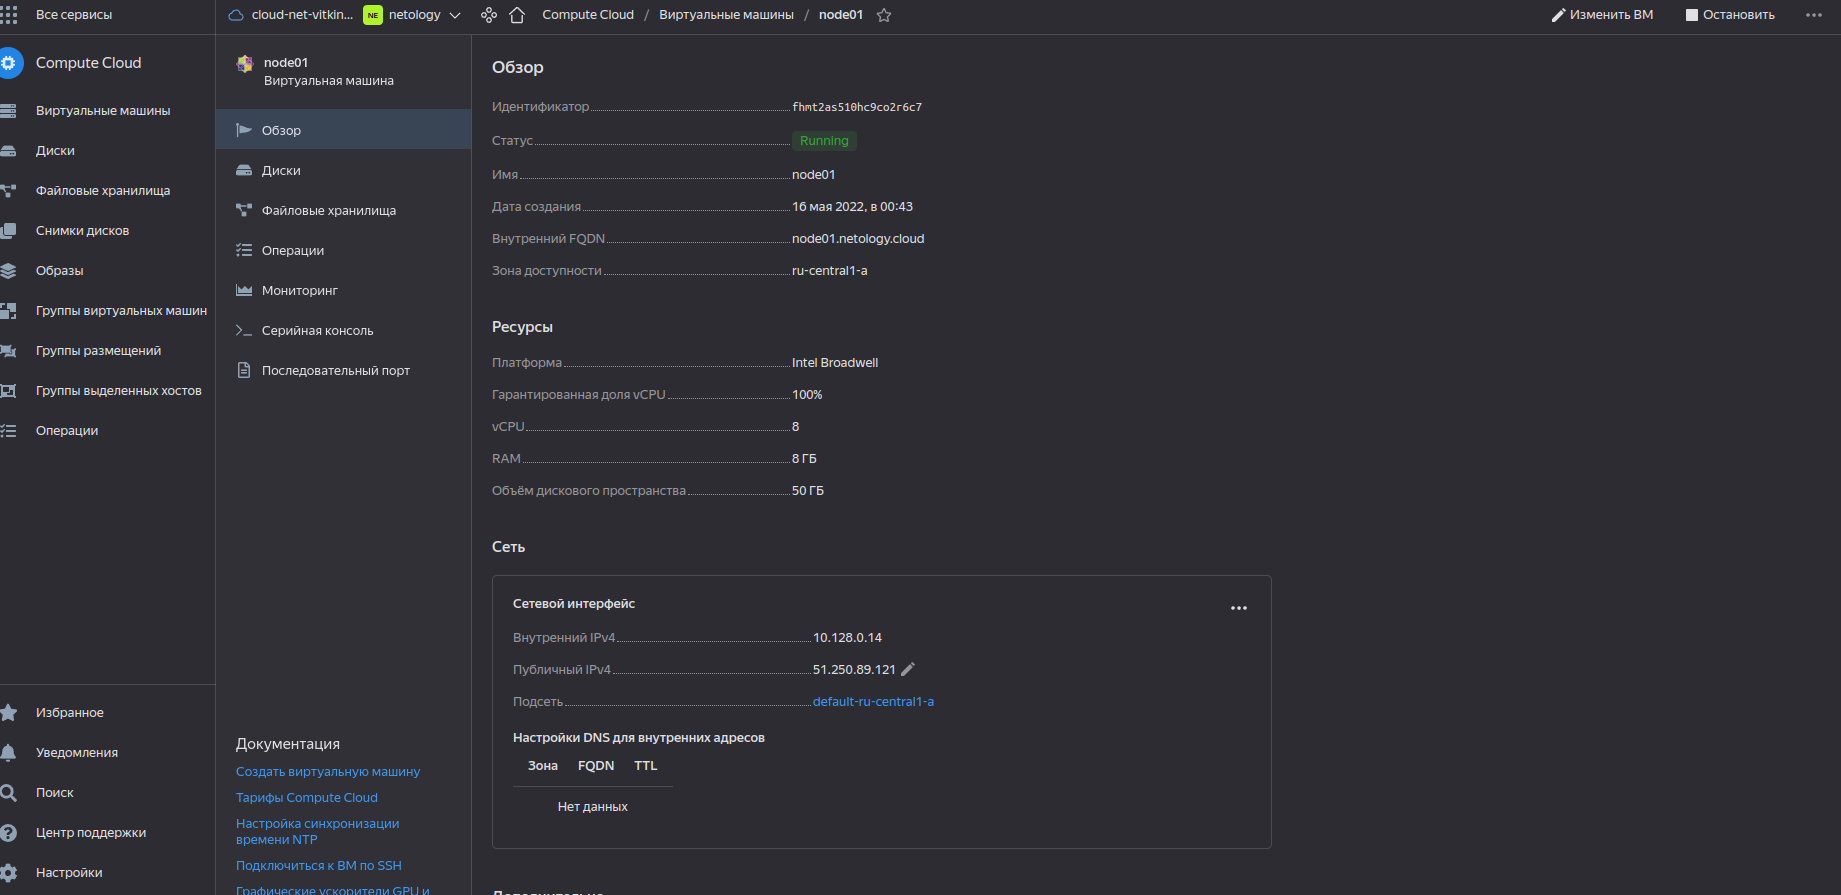 Все сервисы
cloud-net-vitkin...
NE
netology
Compute Cloud / Виртуальные машины / node01
Изменить ВМ
Остановить
Compute Cloud
Виртуальные машины
Диски
Файловые хранилища
Снимки дисков
Образы
Группы виртуальных машин
Группы размещений
Группы выделенных хостов
Операции
Избранное
Уведомления
Поиск
Центр поддержки
Настройки
node01
Виртуальная машина
Обзор
Диски
Файловые хранилища
Операции
Мониторинг
Серийная консоль
Последовательный порт
Документация
Создать виртуальную машину
Тарифы Compute Cloud
Настройка синхронизации
времени NTP
Подключиться к ВМ по SSH
Графические ускорители GPU и
Обзор
Идентификатор fhmt2as510hc9co2r6c7
Статус Running
Имя node01
Дата создания 16 мая 2022, в 00:43
Внутренний FQDN node01.netology.cloud
Зона доступности ru-central1-a
Ресурсы
Платформа Intel Broadwell
Гарантированная доля vCPU 100%
vCPU 8
RAM 8 ГБ
Объём дискового пространства 50 ГБ
Сеть
Сетевой интерфейс
Внутренний IPv4 10.128.0.14
Публичный IPv4 51.250.89.121
Подсеть default-ru-central1-a
Настройки DNS для внутренних адресов
Зона FQDN TTL
Нет данных
Дополнительно